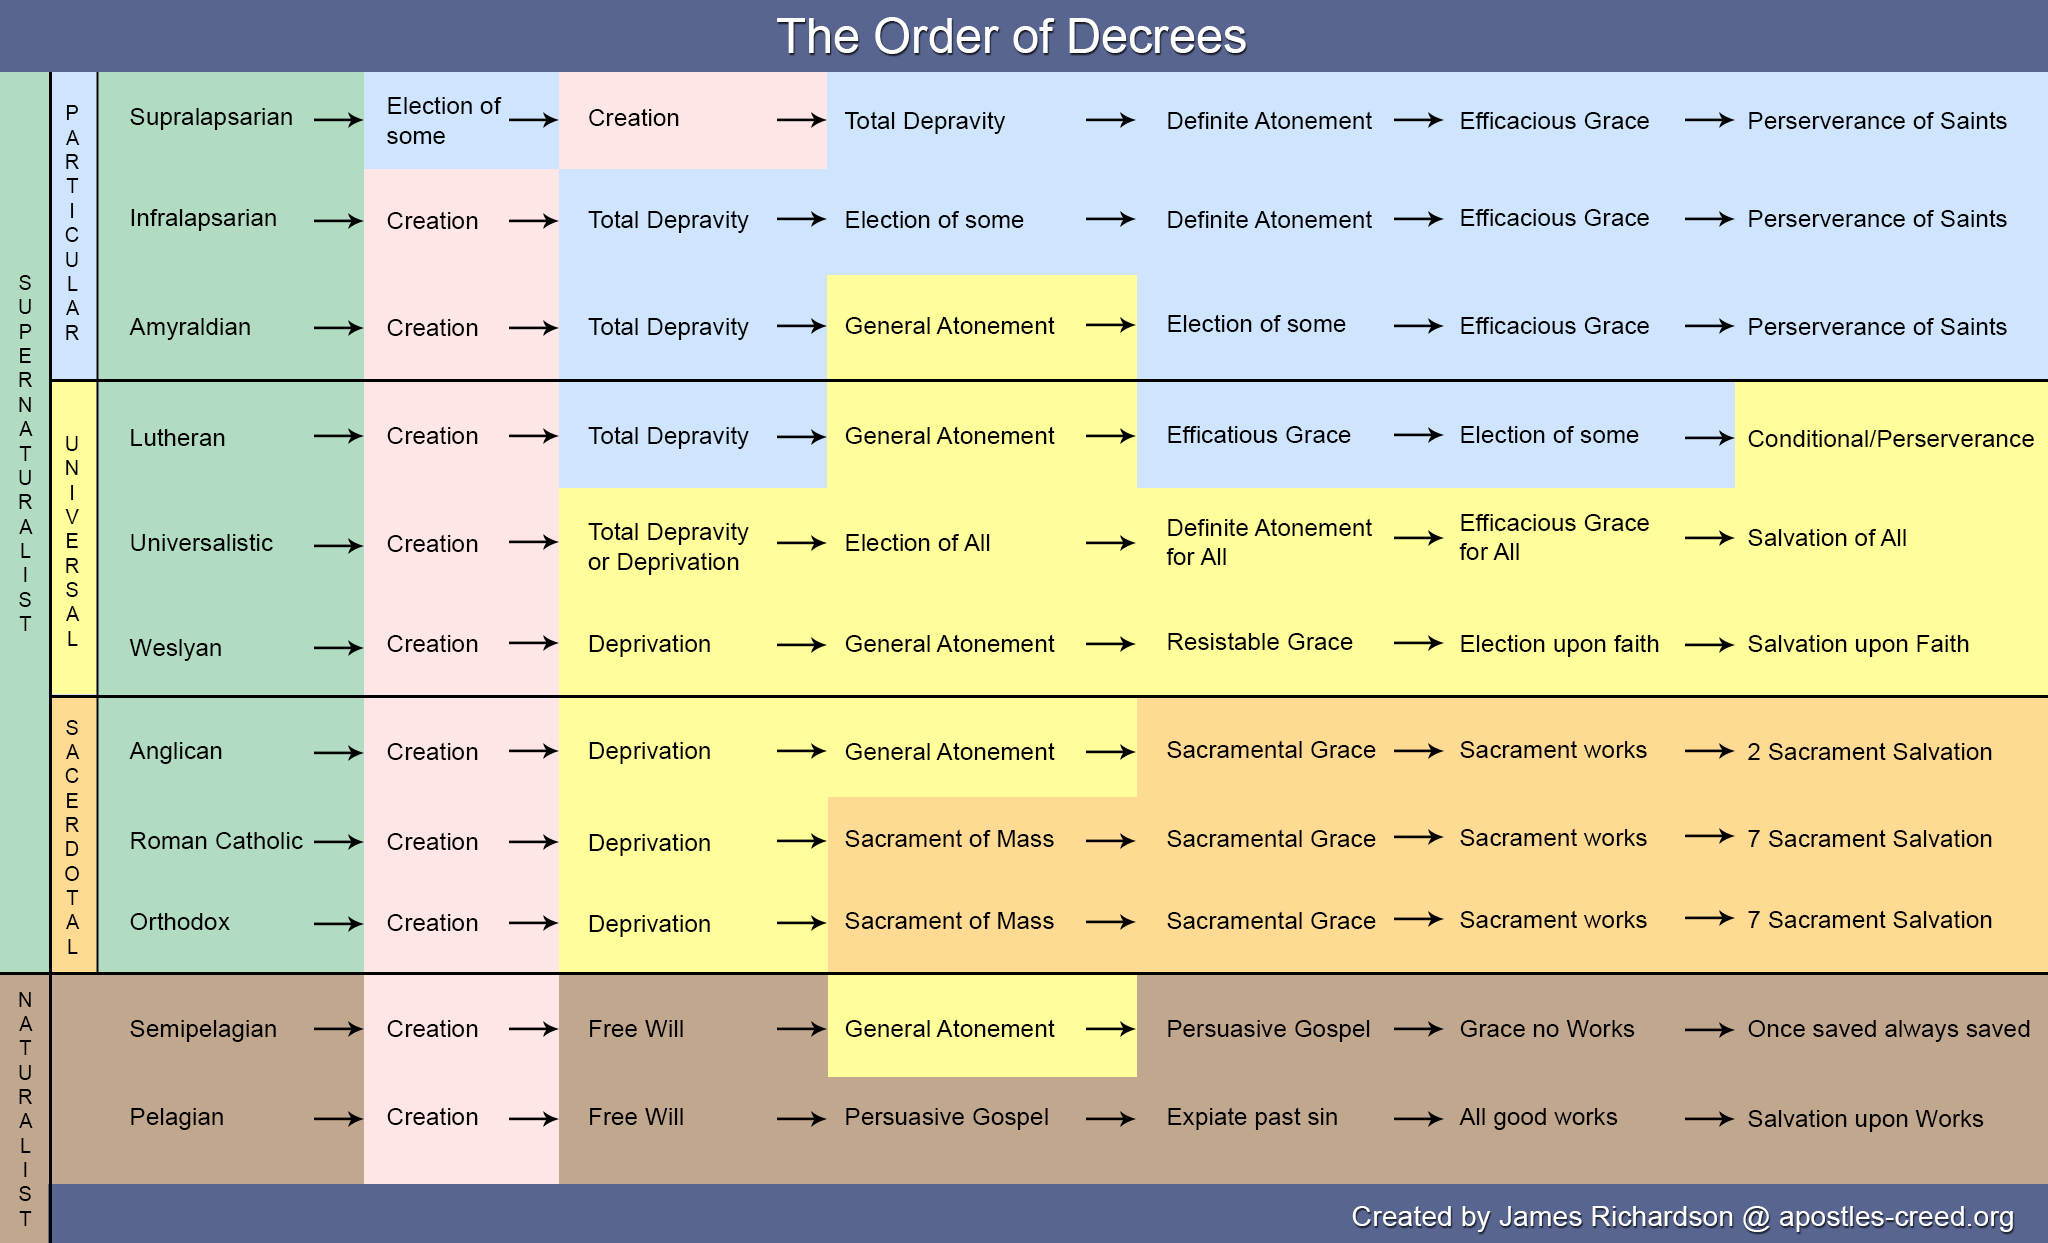 The Order of Decrees
SUPERNATURALIST
PARTICULAR
Supralapsarian → Election of some → Creation → Total Depravity → Definite Atonement → Efficacious Grace → Perserverance of Saints
Infralapsarian → Creation → Total Depravity → Election of some → Definite Atonement → Efficacious Grace → Perserverance of Saints
Amyraldian → Creation → Total Depravity → General Atonement → Election of some → Efficacious Grace → Perserverance of Saints
UNIVERSAL
Lutheran → Creation → Total Depravity → General Atonement → Efficatious Grace → Election of some → Conditional/Perserverance
Universalistic → Creation → Total Depravity or Deprivation → Election of All → Definite Atonement for All → Efficacious Grace for All → Salvation of All
Weslyan → Creation → Deprivation → General Atonement → Resistable Grace → Election upon faith → Salvation upon Faith
SACERDOTAL
Anglican → Creation → Deprivation → General Atonement → Sacramental Grace → Sacrament works → 2 Sacrament Salvation
Roman Catholic → Creation → Deprivation → Sacrament of Mass → Sacramental Grace → Sacrament works → 7 Sacrament Salvation
Orthodox → Creation → Deprivation → Sacrament of Mass → Sacramental Grace → Sacrament works → 7 Sacrament Salvation
NATURALIST
Semipelagian → Creation → Free Will → General Atonement → Persuasive Gospel → Grace no Works → Once saved always saved
Pelagian → Creation → Free Will → Persuasive Gospel → Expiate past sin → All good works → Salvation upon Works
Created by James Richardson @ apostles-creed.org